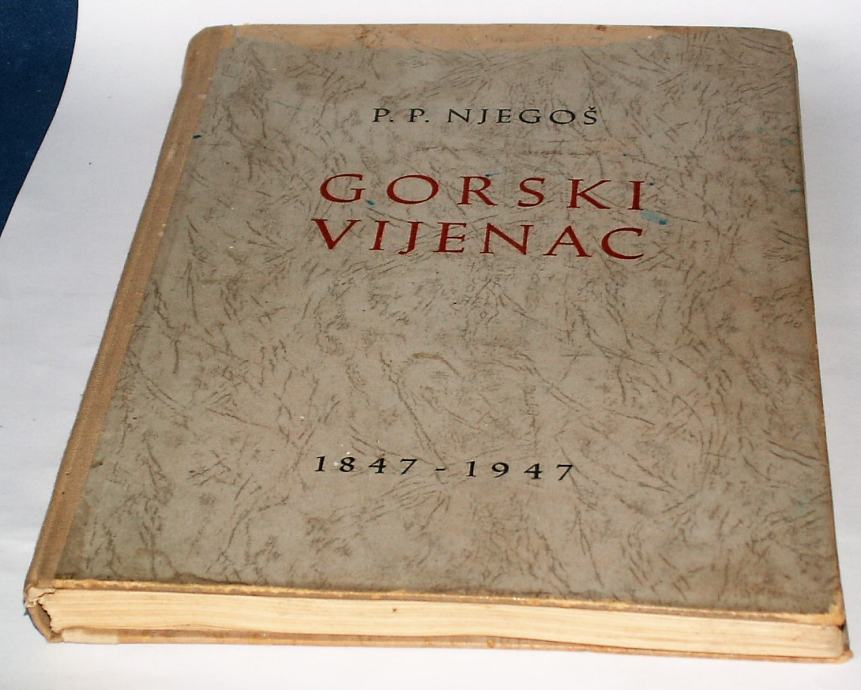 P. P. NJEGOŠ
GORSKI
VIJENAC
1847 - 1947